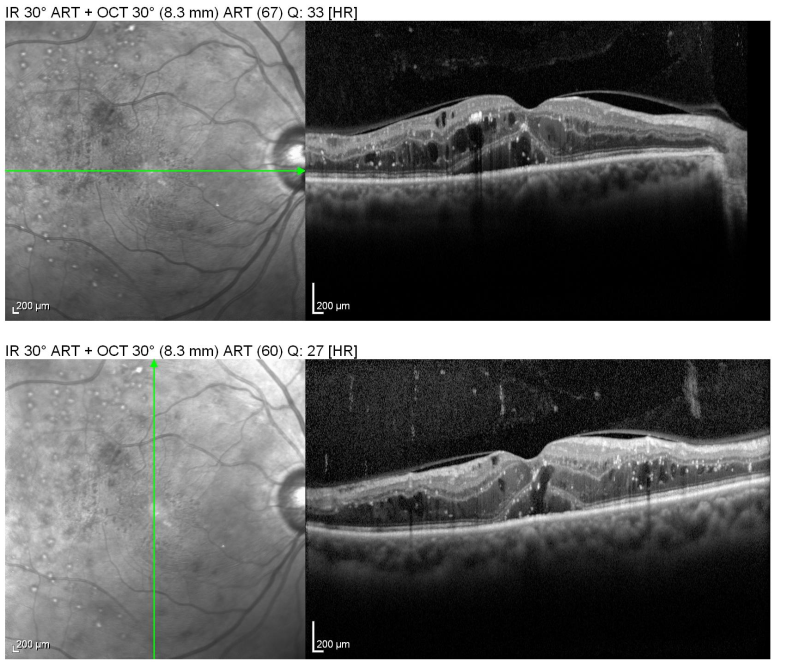 IR 30° ART + OCT 30° (8.3 mm) ART (67) Q: 33 [HR]
200 µm
200 µm
IR 30° ART + OCT 30° (8.3 mm) ART (60) Q: 27 [HR]
200 µm
200 µm